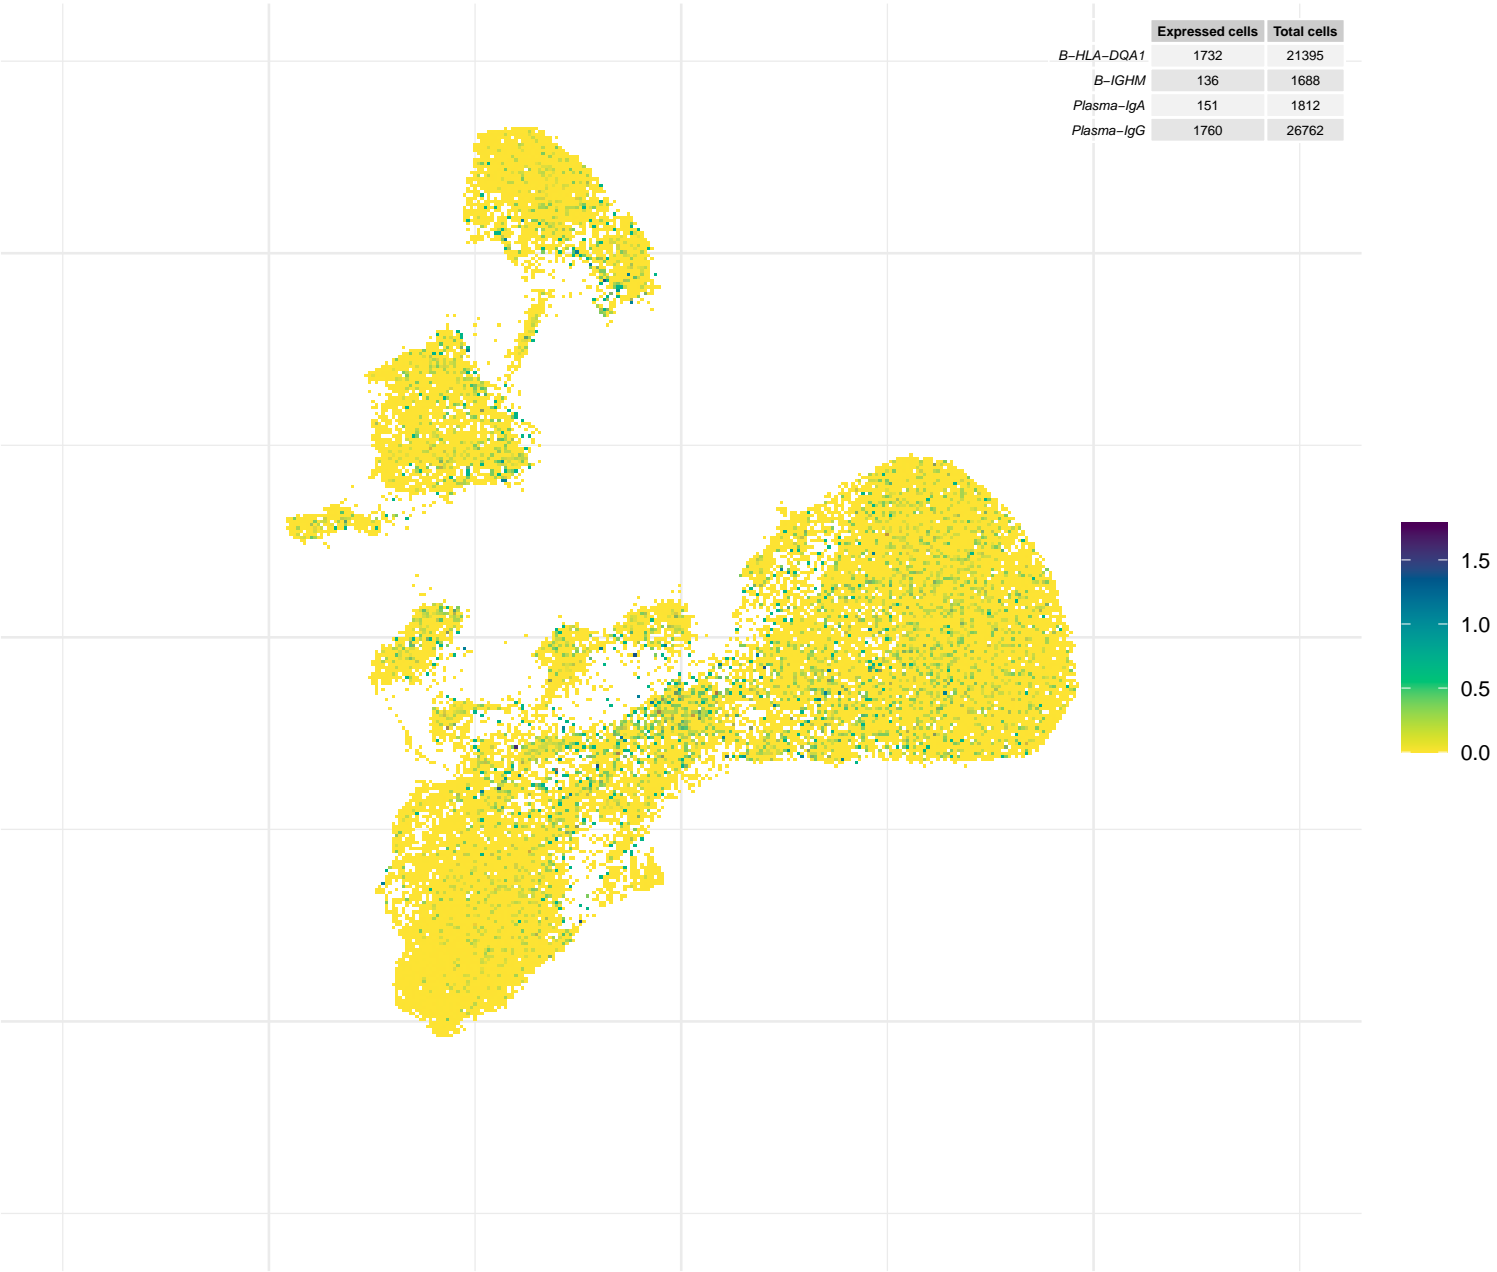 Expressed cells Total cells
B−HLA−DQA1 1732 21395
B−IGHM 136 1688
Plasma−IgA 151 1812
Plasma−IgG 1760 26762
1.5
1.0
0.5
0.0